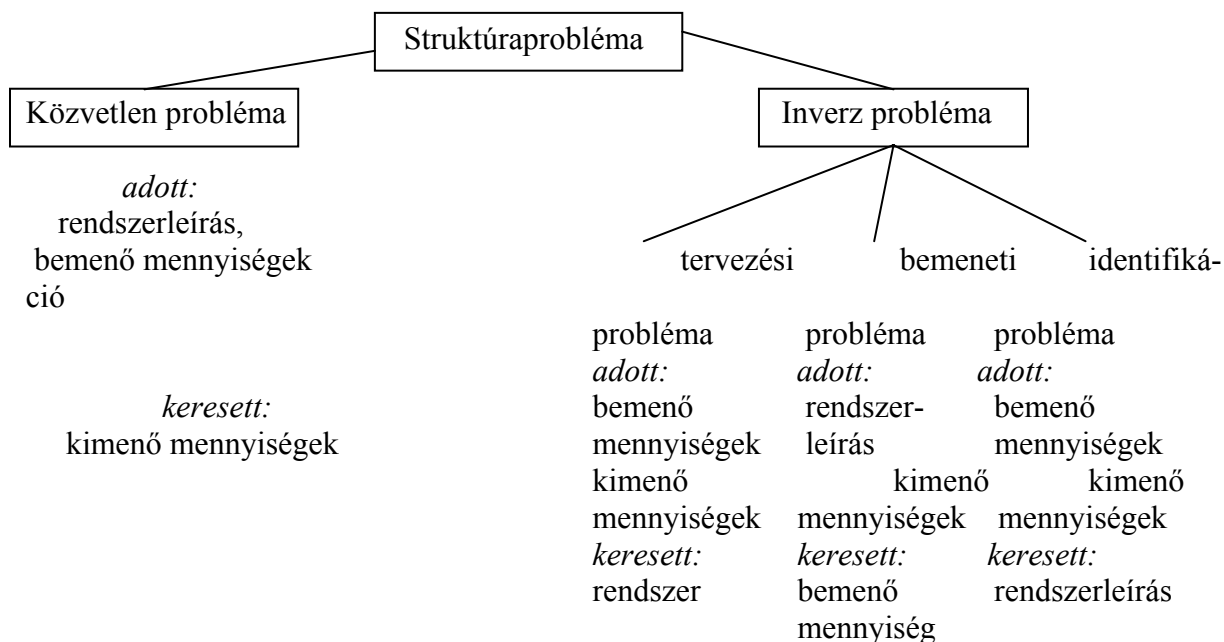 Struktúraprobléma
Közvetlen probléma
Inverz probléma
adott:
rendszerleírás,
bemenő mennyiségek
ció
keresett:
kimenő mennyiségek
tervezési bemeneti identifiká-
probléma probléma probléma
adott: adott: adott:
bemenő rendszer- bemenő
mennyiségek leírás mennyiségek
kimenő kimenő kimenő
mennyiségek mennyiségek mennyiségek
keresett: keresett: keresett:
rendszer bemenő rendszerleírás
mennyiség